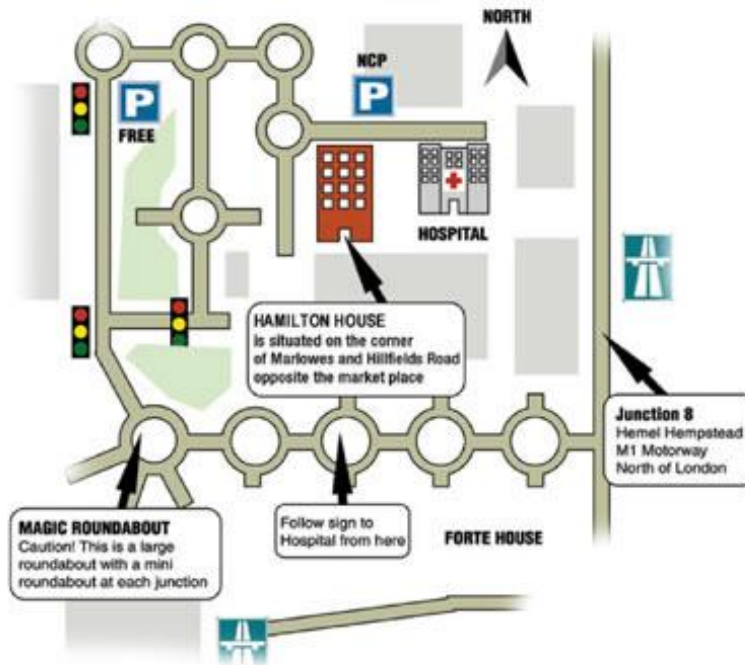 NORTH
NCP
P
P
FREE
HOSPITAL
HAMILTON HOUSE
is situated on the corner
of Marlowes and Hillfields Road
opposite the market place
Junction 8
Hemel Hempstead
M1 Motorway
North of London
MAGIC ROUNDABOUT
Caution! This is a large
roundabout with a mini
roundabout at each junction
Follow sign to
Hospital from here
FORTE HOUSE